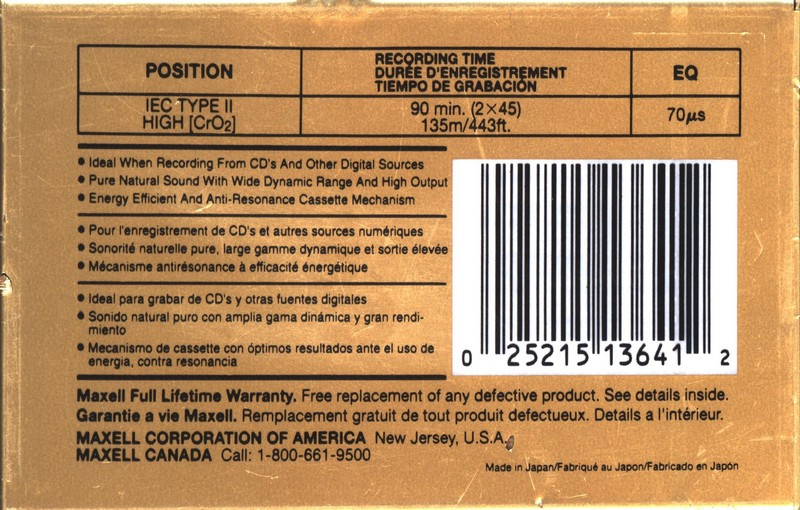 POSITION
RECORDING TIME
DURÉE D'ENREGISTREMENT
TIEMPO DE GRABACIÓN
EQ
IEC TYPE II
HIGH [CrO₂]
90 min. (2×45)
135m/443ft.
70μs
● Ideal When Recording From CD's And Other Digital Sources
● Pure Natural Sound With Wide Dynamic Range And High Output
● Energy Efficient And Anti-Resonance Cassette Mechanism
● Pour l'enregistrement de CD's et autres sources numériques
● Sonorité naturelle pure, large gamme dynamique et sortie élevée
● Mécanisme antirésonance à efficacité énergétique
● Ideal para grabar de CD's y otras fuentes digitales
● Sonido natural puro con amplia gama dinámica y gran rendi-
miento
● Mecanismo de cassette con óptimos resultados ante el uso de
energia, contra resonancia
0 25215 13641 2
Maxell Full Lifetime Warranty. Free replacement of any defective product. See details inside.
Garantie a vie Maxell. Remplacement gratuit de tout produit defectueux. Details a l'intérieur.
MAXELL CORPORATION OF AMERICA New Jersey, U.S.A.
MAXELL CANADA Call: 1-800-661-9500
Made in Japan/Fabriqué au Japon/Fabricado en Japón